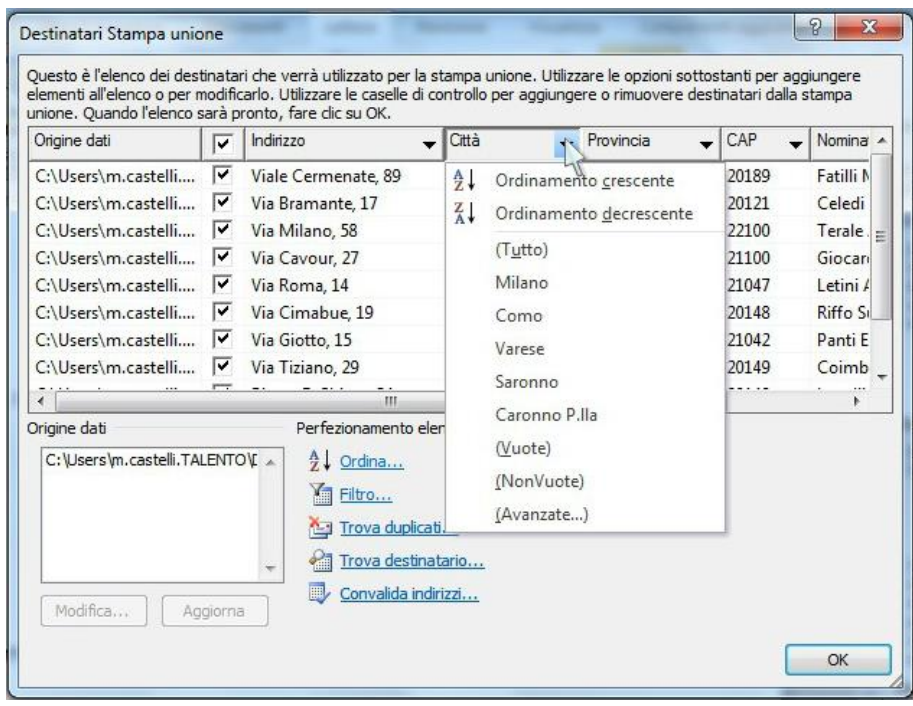 Destinatari Stampa unione
Questo è l'elenco dei destinatari che verrà utilizzato per la stampa unione. Utilizzare le opzioni sottostanti per aggiungere
elementi all'elenco o per modificarlo. Utilizzare le caselle di controllo per aggiungere o rimuovere destinatari dalla stampa
unione. Quando l'elenco sarà pronto, fare clic su OK.
Origine dati Indirizzo Città Provincia CAP Nomina
C:\Users\m.castelli.... Viale Cermenate, 89 20189 Fatilli
C:\Users\m.castelli.... Via Bramante, 17 20121 Celedi
C:\Users\m.castelli.... Via Milano, 58 22100 Terale
C:\Users\m.castelli.... Via Cavour, 27 21100 Giocar
C:\Users\m.castelli.... Via Roma, 14 21047 Letini
C:\Users\m.castelli.... Via Cimabue, 19 20148 Riffo
C:\Users\m.castelli.... Via Giotto, 15 21042 Panti E
C:\Users\m.castelli.... Via Tiziano, 29 20149 Coimb
Ordinamento crescente
Ordinamento decrescente
(Tutto)
Milano
Como
Varese
Saronno
Caronno P.lla
(Vuote)
(NonVuote)
(Avanzate...)
Origine dati
C:\Users\m.castelli.TALENTO\
Modifica... Aggiorna
Perfezionamento elen
Ordina...
Filtro...
Trova duplicati
Trova destinatario...
Convalida indirizzi...
OK